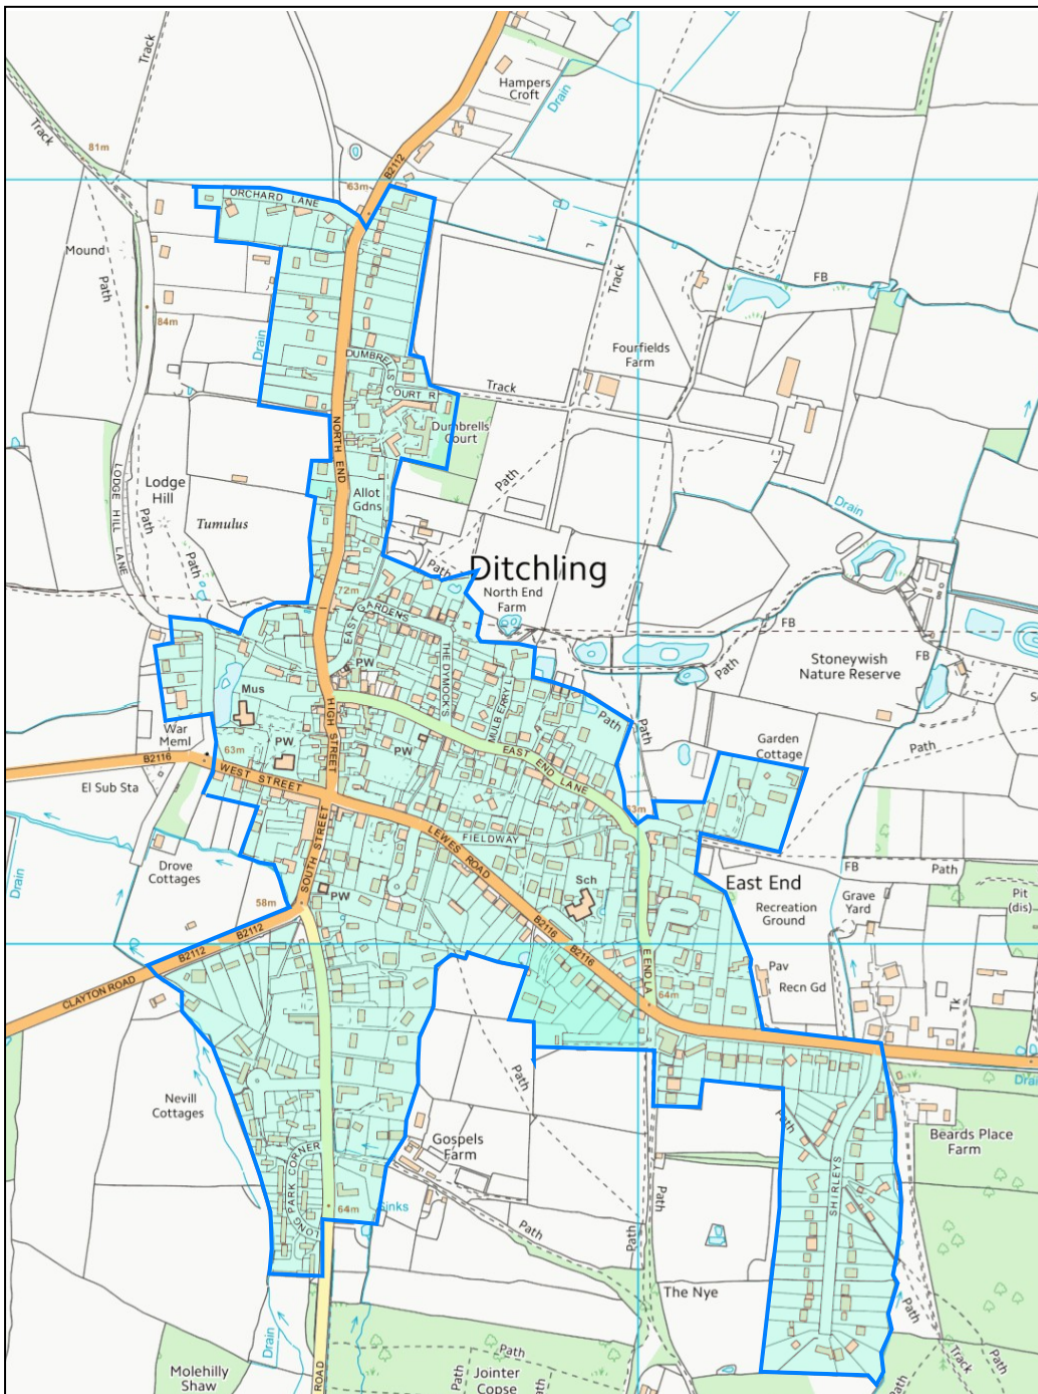 Track
Hampers
Croft
Drain
Track
81m
B2112
63m
ORCHARD LANE
Mound
Path
Track
FB
84m
Drain
Fourfields
Farm
DUMBRELLS C
OURT R
Track
Dumbrells
Court
NORTH END
LODGE HILL LANE
Lodge
Hill
Path
Allot
Gdns
Path
Drain
Tumulus
Path
Path
Ditchling
North End
Farm
72m
EAST GARDENS
FB
FB
THE DYMOCKS
PW
Path
Stoneywish
Nature Reserve
Mus
MULBERRY L
HIGH STREET
Path
Path
War
Meml
63m
PW
PW
Garden
Cottage
Path
B2116
WEST STREET
EAST END LANE
El Sub Sta
63m
SOUTH STREET
LEWES ROAD
FIELDWAY
Drove
Cottages
FB
Path
Drain
Sch
East End
PW
Recreation
Ground
Grave
Yard
Pit
(dis)
58m
B2112
B2112
B2116
B2116
E END LA
Pav
Recn Gd
CLAYTON ROAD
64m
Tk
Path
Drain
Nevill
Cottages
Path
Gospels
Farm
Beards Place
Farm
LONG PARK CORNER
SHIRLEYS
64m
Sinks
Path
Path
Path
The Nye
Drain
Path
Track
Path
Molehilly
Shaw
ROAD
Path
Path
Jointer
Copse
Path